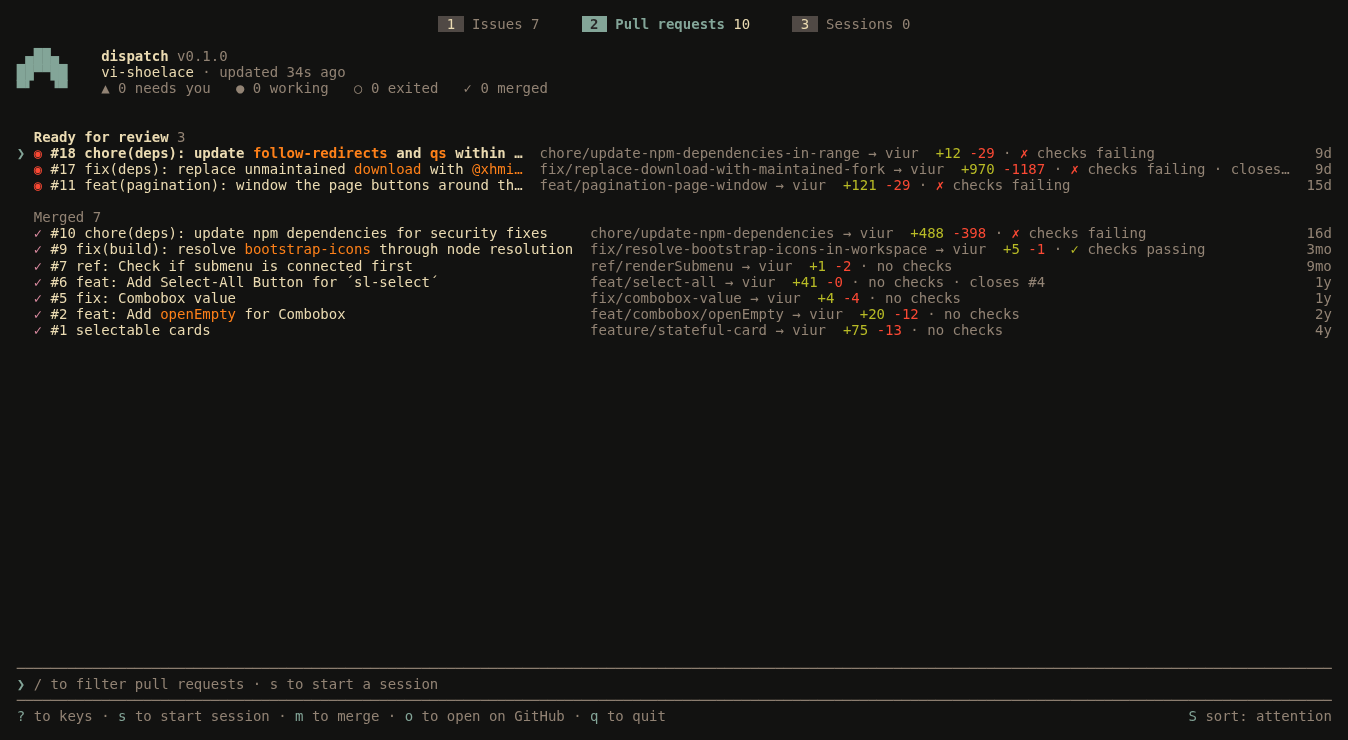 1 Issues 7 2 Pull requests 10 3 Sessions 0
dispatch v0.1.0
vi-shoelace · updated 34s ago
▲ 0 needs you ● 0 working ○ 0 exited ✓ 0 merged
Ready for review 3
❯ ◉ #18 chore(deps): update follow-redirects and qs within … chore/update-npm-dependencies-in-range → viur +12 -29 · ✗ checks failing 9d
◉ #17 fix(deps): replace unmaintained download with @xhmi… fix/replace-download-with-maintained-fork → viur +970 -1187 · ✗ checks failing · closes… 9d
◉ #11 feat(pagination): window the page buttons around th… feat/pagination-page-window → viur +121 -29 · ✗ checks failing 15d
Merged 7
✓ #10 chore(deps): update npm dependencies for security fixes chore/update-npm-dependencies → viur +488 -398 · ✗ checks failing 16d
✓ #9 fix(build): resolve bootstrap-icons through node resolution fix/resolve-bootstrap-icons-in-workspace → viur +5 -1 · ✓ checks passing 3mo
✓ #7 ref: Check if submenu is connected first ref/renderSubmenu → viur +1 -2 · no checks 9mo
✓ #6 feat: Add Select-All Button for ´sl-select´ feat/select-all → viur +41 -0 · no checks · closes #4 1y
✓ #5 fix: Combobox value fix/combobox-value → viur +4 -4 · no checks 1y
✓ #2 feat: Add openEmpty for Combobox feat/combobox/openEmpty → viur +20 -12 · no checks 2y
✓ #1 selectable cards feature/stateful-card → viur +75 -13 · no checks 4y
❯ / to filter pull requests · s to start a session
? to keys · s to start session · m to merge · o to open on GitHub · q to quit S sort: attention